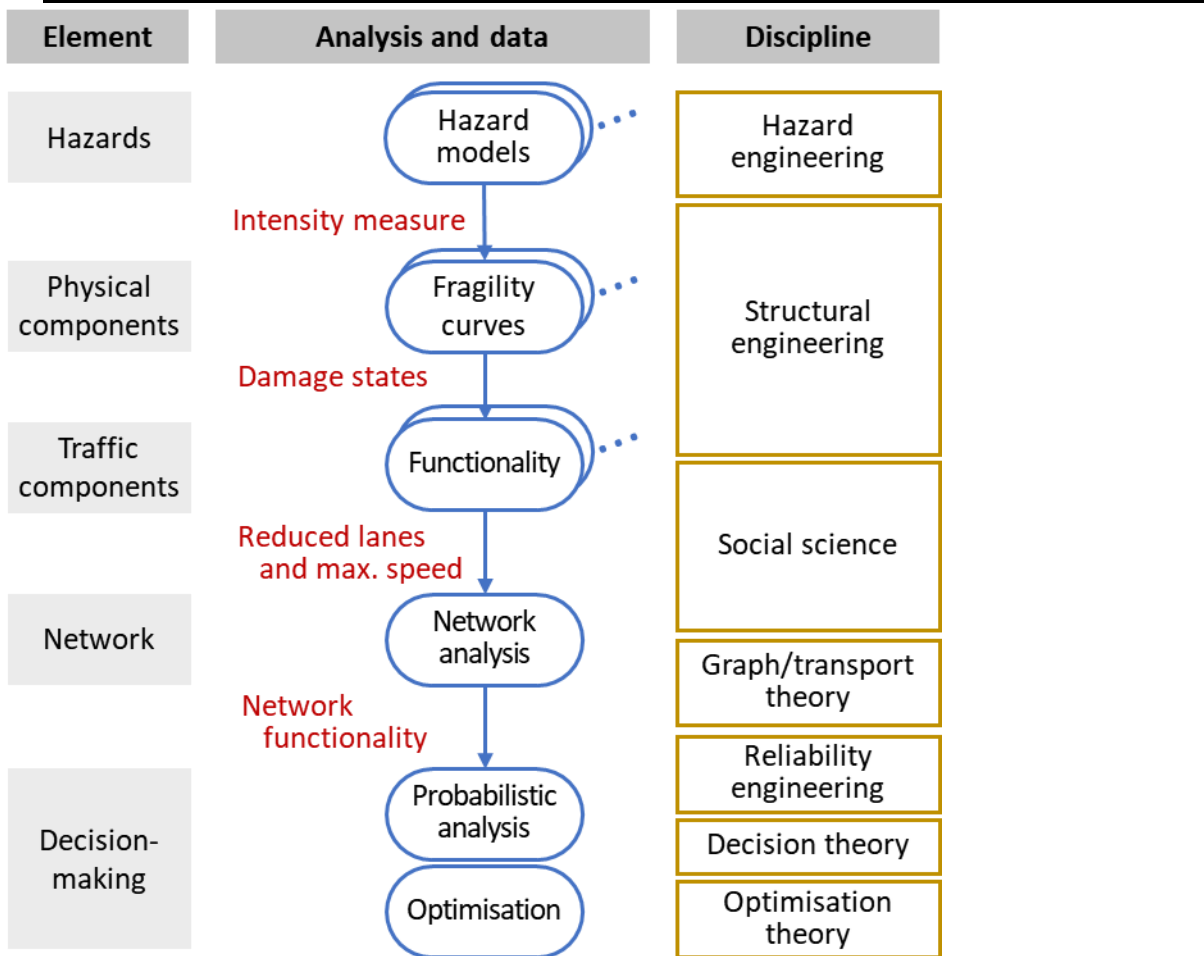 Element
Analysis and data
Discipline
Hazards
Hazard
models
Hazard
engineering
Intensity measure
Physical
components
Fragility
curves
Structural
engineering
Damage states
Traffic
components
Functionality
Social science
Reduced lanes
and max. speed
Network
Network
analysis
Graph/transport
theory
Network
functionality
Reliability
engineering
Decision-
making
Probabilistic
analysis
Decision theory
Optimisation
Optimisation
theory